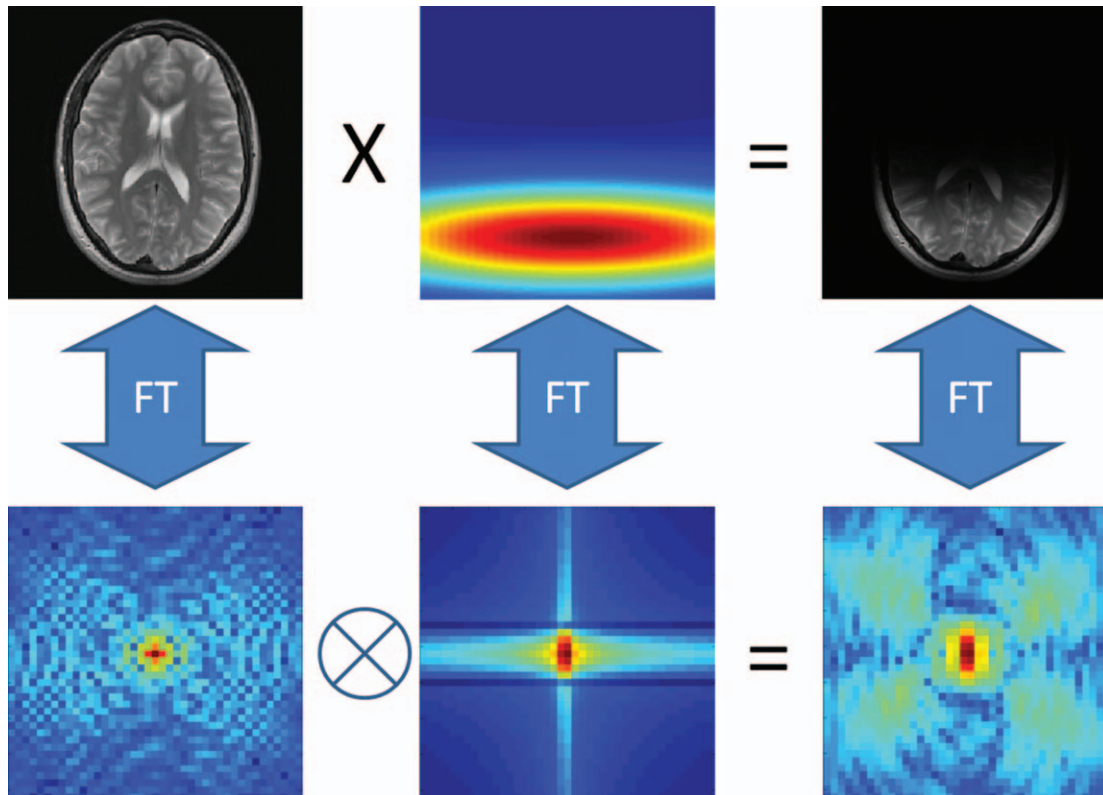 X =
FT FT FT
=